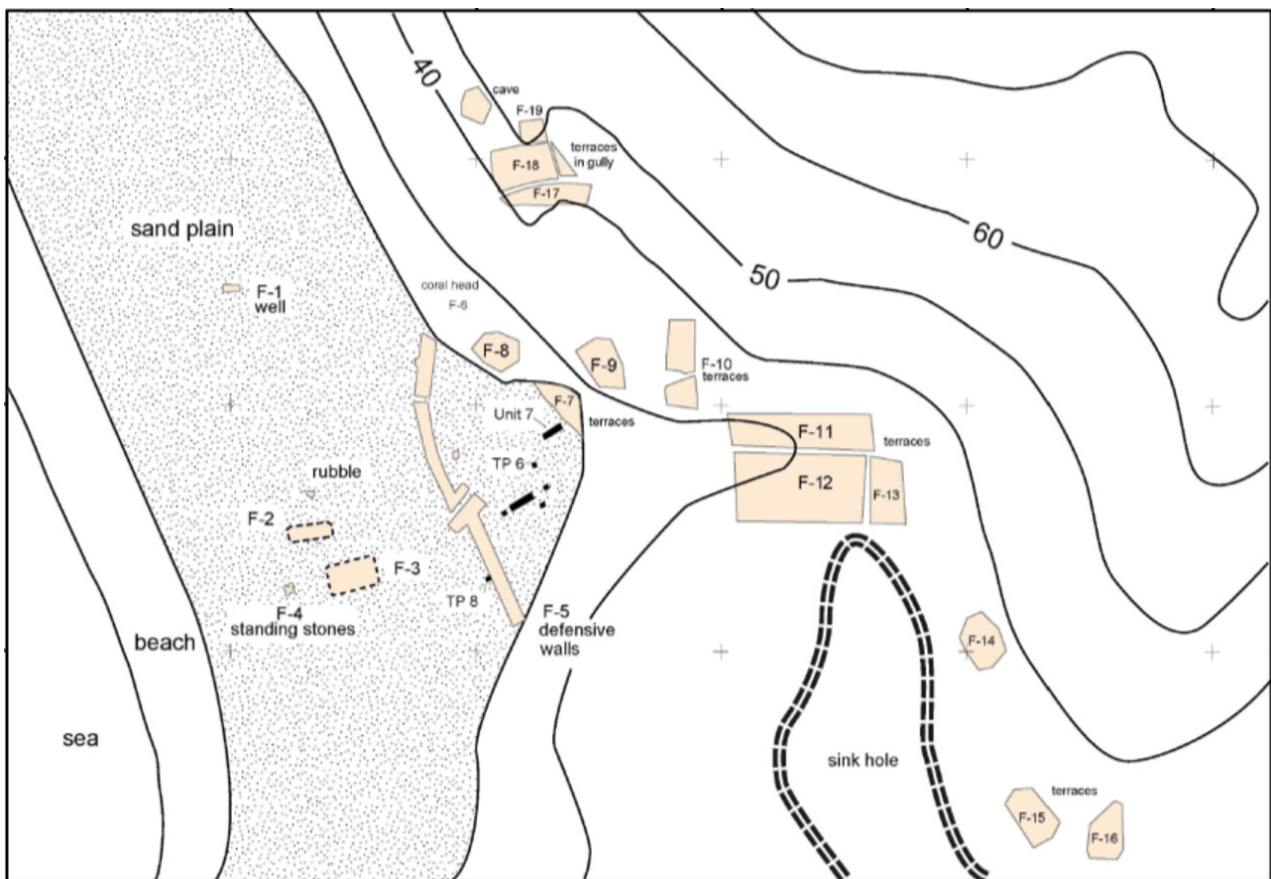 40
cave
F-19
terraces
in gully
F-18
F-17
sand plain
60
50
F-1
well
coral head
F-6
F-8
F-9
F-10
terraces
F-7
Unit 7
terraces
F-11
terraces
TP 6
rubble
F-12
F-13
F-2
F-3
TP 8
F-4
standing stones
F-5
defensive
walls
beach
F-14
sea
sink hole
terraces
F-15
F-16